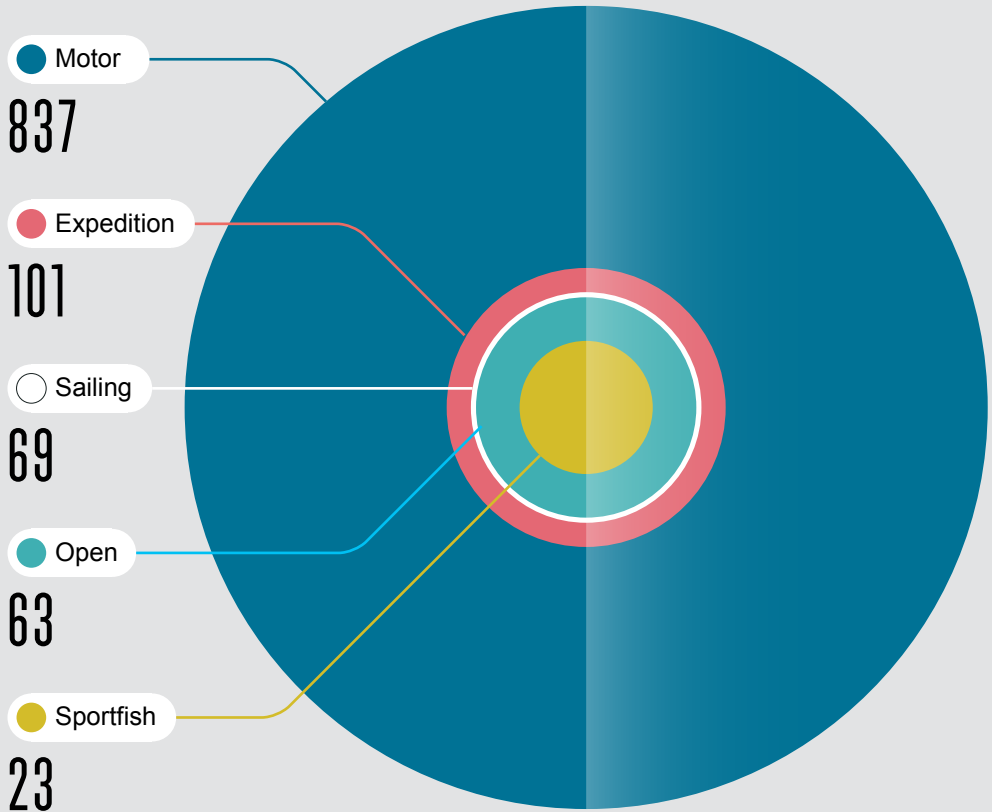 Motor
837
Expedition
101
Sailing
69
Open
63
Sportfish
23